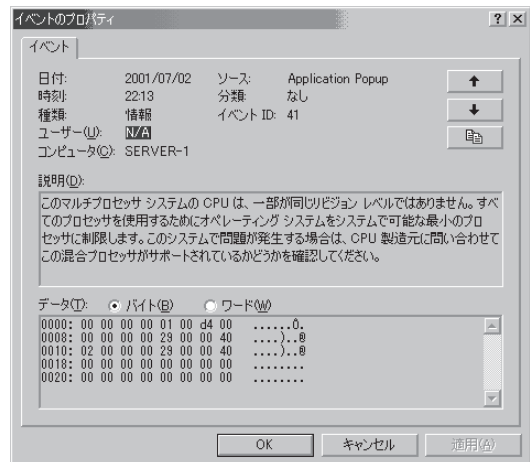 イベントのプロパティ
イベント
日付: 2001/07/02 ソース: Application Popup
時刻: 22:13 分類: なし
種類: 情報 イベント ID: 41
ユーザー(U): N/A
コンピュータ(C): SERVER-1
説明(D):
このマルチプロセッサ システムの CPU は、一部が同じリビジョン レベルではありません。すべ
てのプロセッサを使用するためにオペレーティング システムをシステムで可能な最小のプロ
セッサに制限します。このシステムで問題が発生する場合は、CPU 製造元に問い合わせて
この混合プロセッサがサポートされているかどうかを確認してください。
データ(T): バイト(B) ワード(W)
0000: 00 00 00 00 01 00 d4 00 ......Ô.
0008: 00 00 00 00 29 00 00 40 ....)..@
0010: 02 00 00 00 29 00 00 40 ....)..@
0018: 00 00 00 00 00 00 00 00 ........
0020: 00 00 00 00 00 00 00 00 ........
OK キャンセル 適用(A)